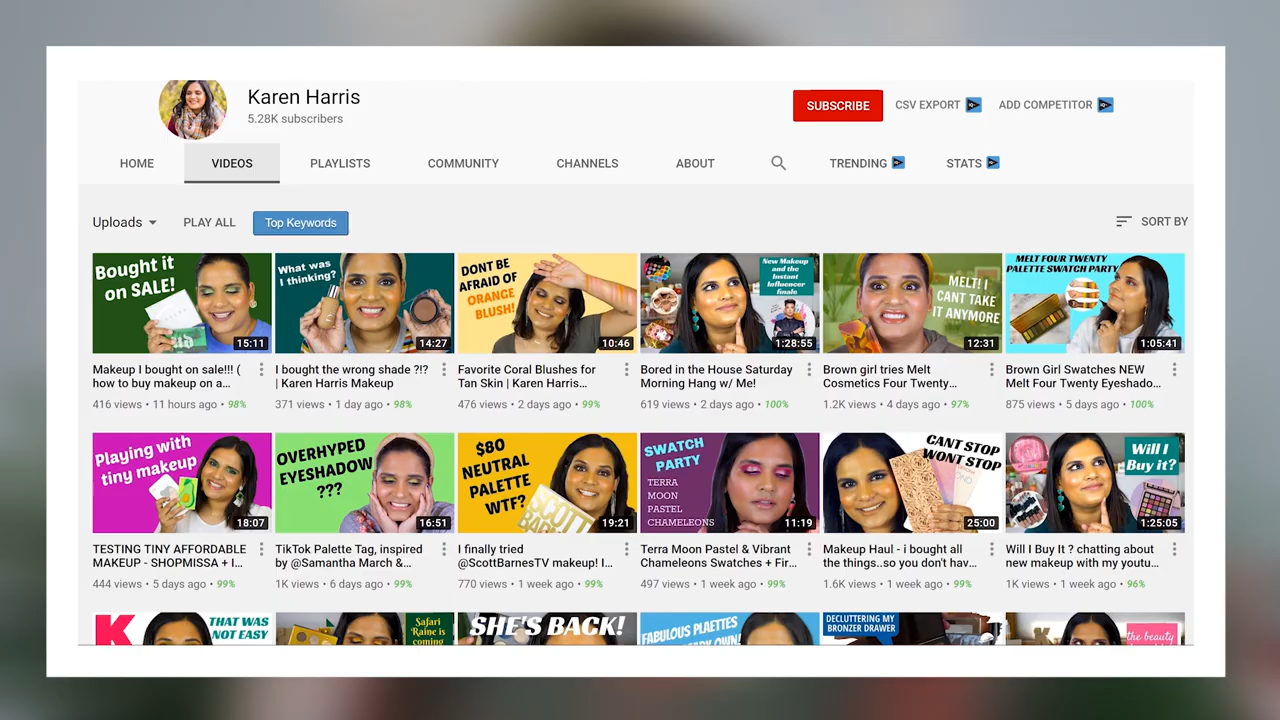 Karen Harris
5.28K subscribers
SUBSCRIBE
CSV EXPORT
ADD COMPETITOR
HOME
VIDEOS
PLAYLISTS
COMMUNITY
CHANNELS
ABOUT
TRENDING
STATS
Uploads
PLAY ALL
Top Keywords
SORT BY
Bought it
on SALE!
15:11
What was
I thinking?
14:27
DONT BE
AFRAID OF
ORANGE
BLUSH!
10:46
New Makeup
and the
Instant
Influencer
finale
1:28:55
MELT! I
CANT TAKE
IT ANYMORE
12:31
MELT FOUR TWENTY
PALETTE SWATCH PARTY
1:05:41
Makeup I bought on sale!!! (
how to buy makeup on a...
416 views • 11 hours ago • 98%
I bought the wrong shade ?!?
| Karen Harris Makeup
371 views • 1 day ago • 98%
Favorite Coral Blushes for
Tan Skin | Karen Harris...
476 views • 2 days ago • 99%
Bored in the House Saturday
Morning Hang w/ Me!
619 views • 2 days ago • 100%
Brown girl tries Melt
Cosmetics Four Twenty...
1.2K views • 4 days ago • 97%
Brown Girl Swatches NEW
Melt Four Twenty Eyeshado...
875 views • 5 days ago • 100%
Playing with
tiny makeup
18:07
OVERHYPED
EYESHADOW
???
16:51
$80
NEUTRAL
PALETTE
WTF?
SCOTT
19:21
SWATCH
PARTY
TERRA
MOON
PASTEL
CHAMELEONS
11:19
CANT STOP
WONT STOP
25:00
Will I
Buy it?
1:25:05
TESTING TINY AFFORDABLE
MAKEUP - SHOPMISSA + I...
444 views • 5 days ago • 99%
TikTok Palette Tag, inspired
by @Samantha March &...
1K views • 6 days ago • 99%
I finally tried
@ScottBarnesTV makeup! I...
770 views • 1 week ago • 99%
Terra Moon Pastel & Vibrant
Chameleons Swatches + Fir...
497 views • 1 week ago • 99%
Makeup Haul - i bought all
the things..so you don't hav...
1.6K views • 1 week ago • 99%
Will I Buy It ? chatting about
new makeup with my youtu...
1K views • 1 week ago • 96%
K
THAT WAS
NOT EASY
Safari
Raine is
coming
SHE'S BACK!
FABULOUS PLAETTES
DECLUTTERING MY
BRONZER DRAWER
the beauty